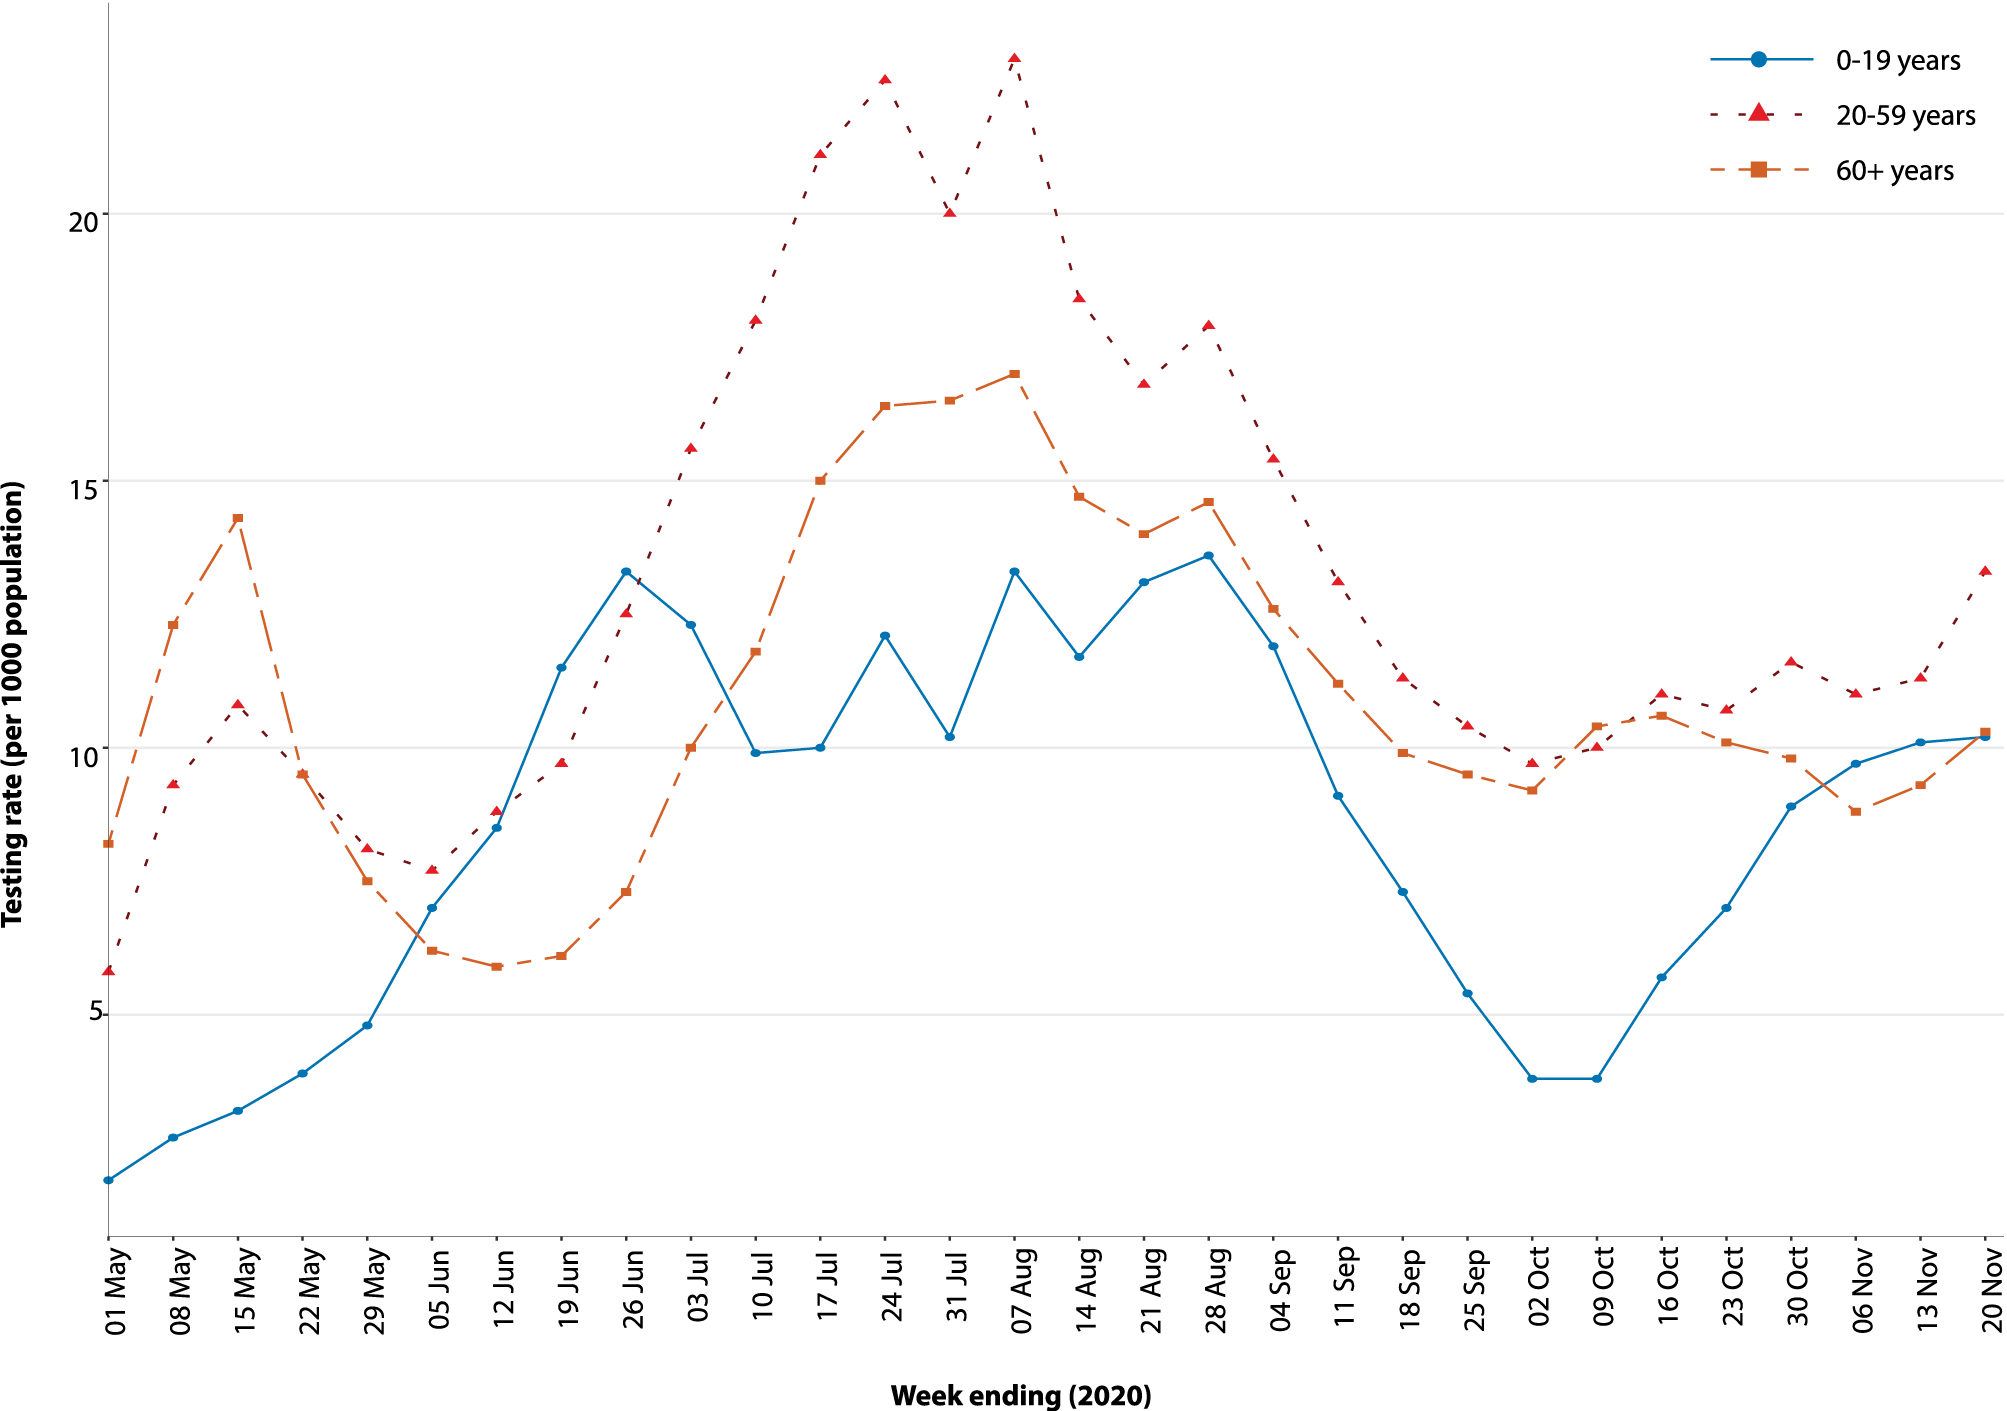 0-19 years
20-59 years
60+ years
Testing rate (per 1000 population)
20
15
10
5
01 May
08 May
15 May
22 May
29 May
05 Jun
12 Jun
19 Jun
26 Jun
03 Jul
10 Jul
17 Jul
24 Jul
31 Jul
07 Aug
14 Aug
21 Aug
28 Aug
04 Sep
11 Sep
18 Sep
25 Sep
02 Oct
09 Oct
16 Oct
23 Oct
30 Oct
06 Nov
13 Nov
20 Nov
Week ending (2020)